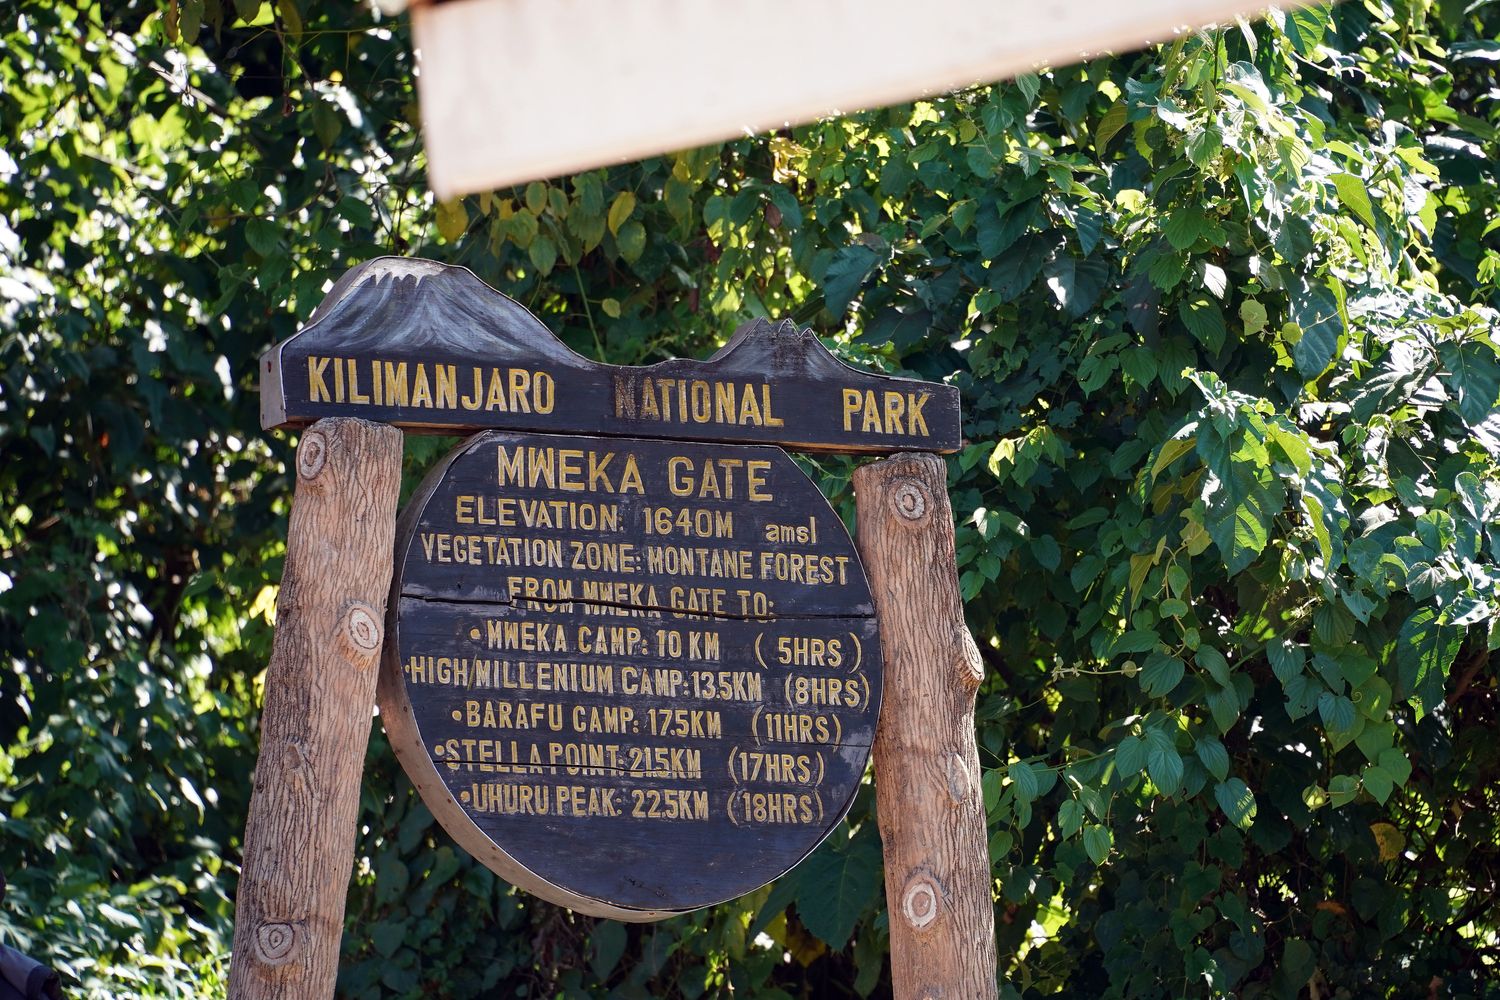 KILIMANJARO NATIONAL PARK
MWEKA GATE
ELEVATION: 1640M amsl
VEGETATION ZONE: MONTANE FOREST
FROM MWEKA GATE TO:
•MWEKA CAMP: 10 KM (5HRS)
•HIGH/MILLENIUM CAMP: 13.5KM (8HRS)
•BARAFU CAMP: 17.5KM (11HRS)
•STELLA POINT: 21.5KM (17HRS)
•UHURU PEAK: 22.5KM (18HRS)